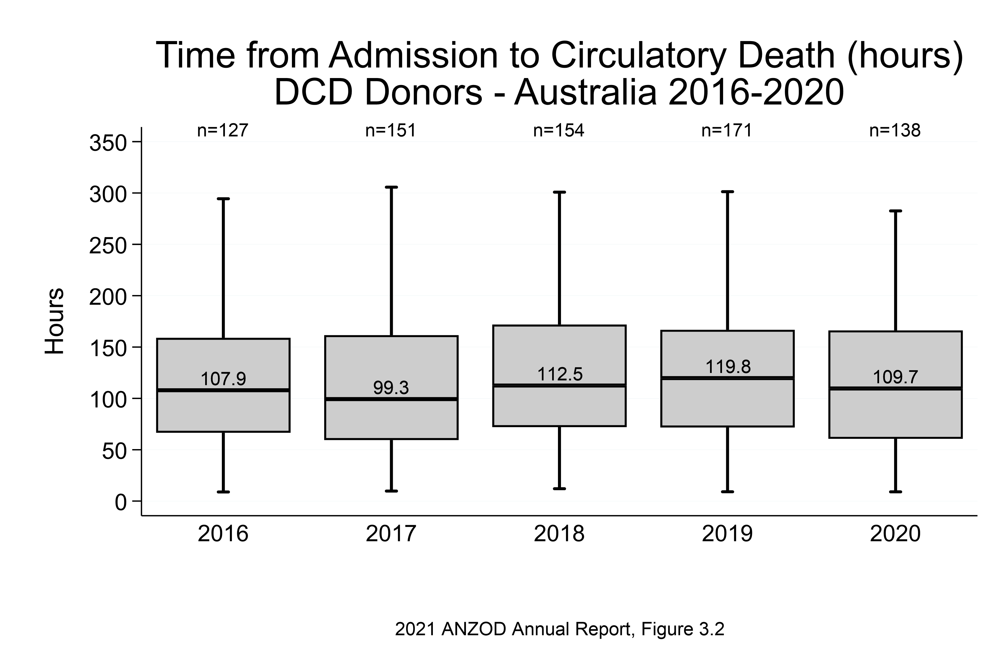 Time from Admission to Circulatory Death (hours)
DCD Donors - Australia 2016-2020
n=127 n=151 n=154 n=171 n=138
350
300
250
200
150
100
50
0
Hours
107.9 99.3 112.5 119.8 109.7
2016 2017 2018 2019 2020
2021 ANZOD Annual Report, Figure 3.2